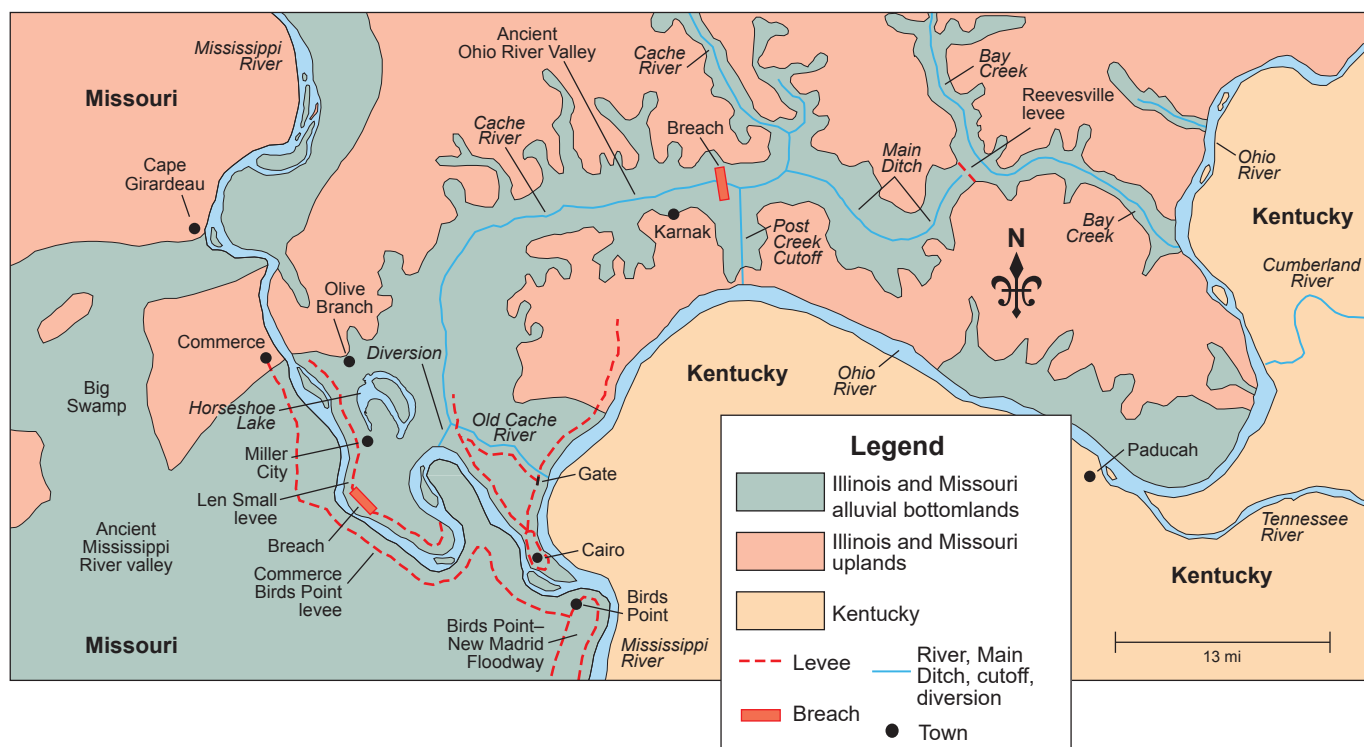 Mississippi
River
Missouri
Cape
Girardeau
Ancient
Ohio River Valley
Cache
River
Cache
River
Breach
Karnak
Post
Creek
Cutoff
Main
Ditch
Bay
Creek
Reevesville
levee
Bay
Creek
Ohio
River
Kentucky
Cumberland
River
N
Olive
Branch
Commerce
Diversion
Big
Swamp
Horseshoe
Lake
Miller
City
Len Small
levee
Breach
Commerce
Birds Point
levee
Ancient
Mississippi
River valley
Missouri
Old Cache
River
Gate
Cairo
Birds
Point
Birds Point–
New Madrid
Floodway
Mississippi
River
Kentucky
Ohio
River
Paducah
Tennessee
River
Kentucky
13 mi
Legend
Illinois and Missouri
alluvial bottomlands
Illinois and Missouri
uplands
Kentucky
Levee
River, Main
Ditch, cutoff,
diversion
Breach
Town